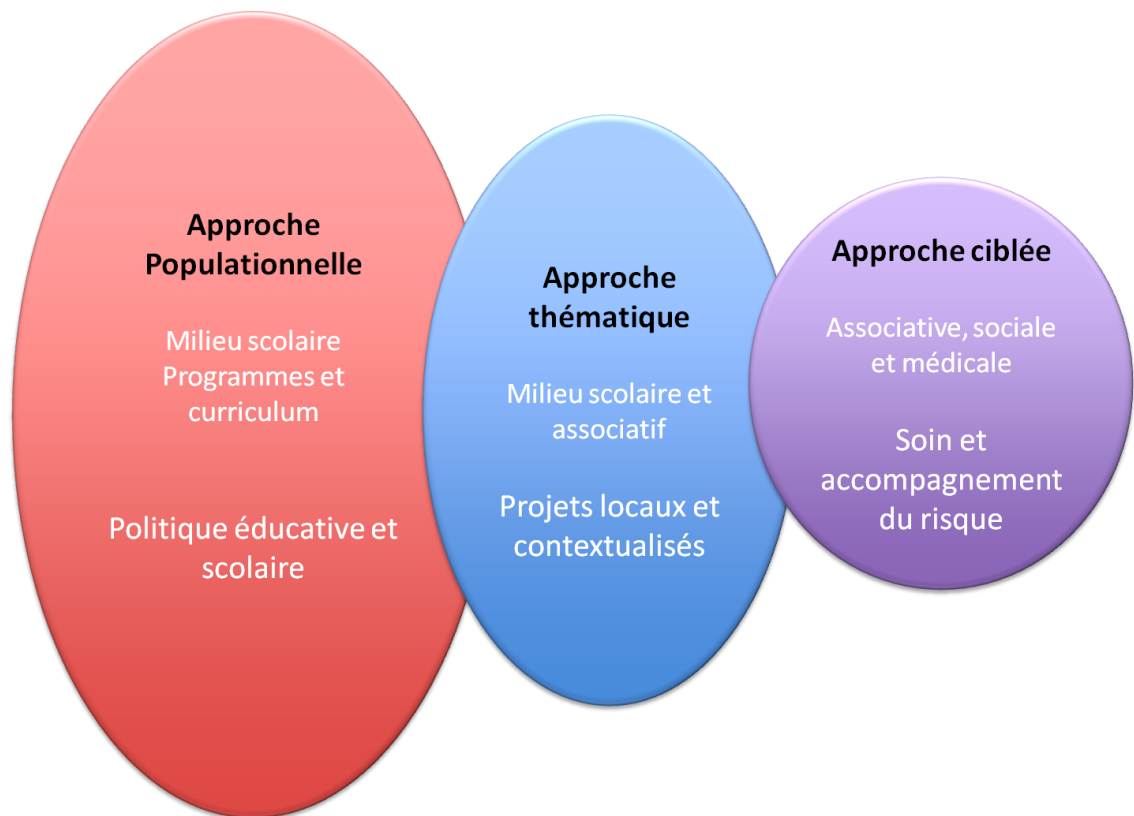 Approche
Populationnelle
Milieu scolaire
Programmes et
curriculum
Politique éducative et
scolaire
Approche
thématique
Milieu scolaire et
associatif
Projets locaux et
contextualisés
Approche ciblée
Associative, sociale
et médicale
Soin et
accompagnement
du risque